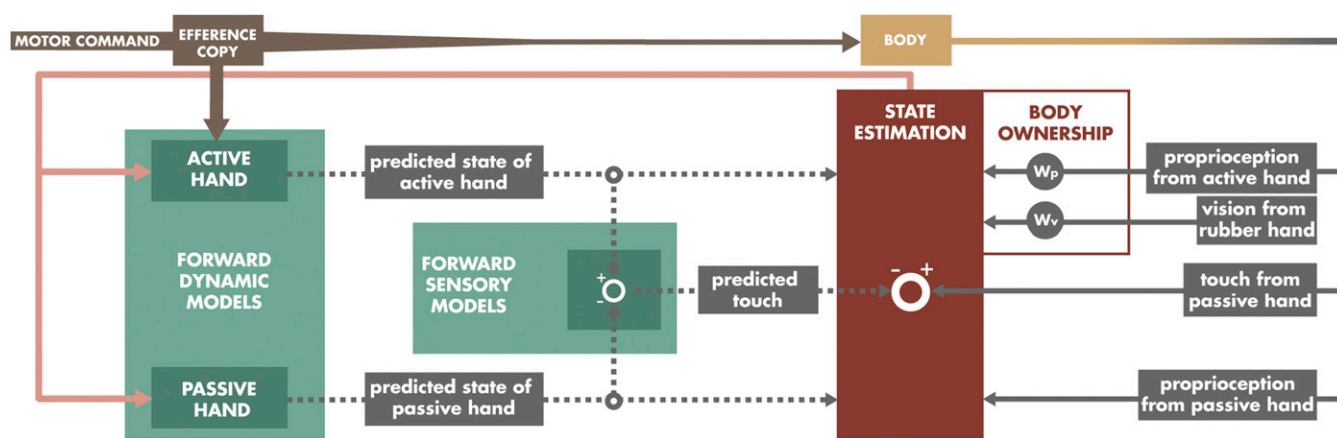 MOTOR COMMAND
EFFERENCE
COPY
BODY
STATE
ESTIMATION
BODY
OWNERSHIP
ACTIVE
HAND
predicted state of
active hand
Wp
proprioception
from active hand
Wv
vision from
rubber hand
FORWARD
DYNAMIC
MODELS
FORWARD
SENSORY
MODELS
+
-
predicted
touch
- +
touch from
passive hand
PASSIVE
HAND
predicted state of
passive hand
proprioception
from passive hand